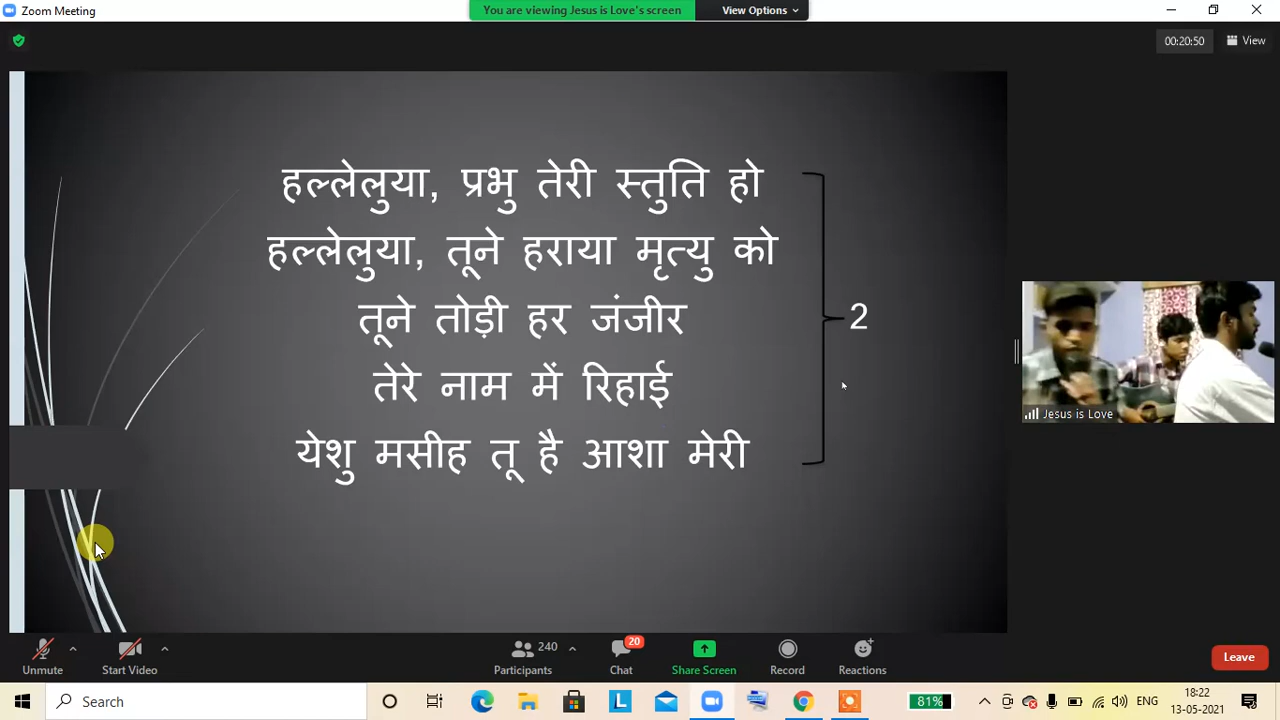 Zoom Meeting
You are viewing Jesus is Love's screen
View Options
00:20:50
View
हल्लेलुया, प्रभु तेरी स्तुति हो
हल्लेलुया, तूने हराया मृत्यु को
तूने तोड़ी हर जंजीर
तेरे नाम में रिहाई
येशु मसीह तू है आशा मेरी
2
Jesus is Love
Unmute
Start Video
240
Participants
20
Chat
Share Screen
Record
Reactions
Leave
Search
L
81%
ENG
18:22
13-05-2021